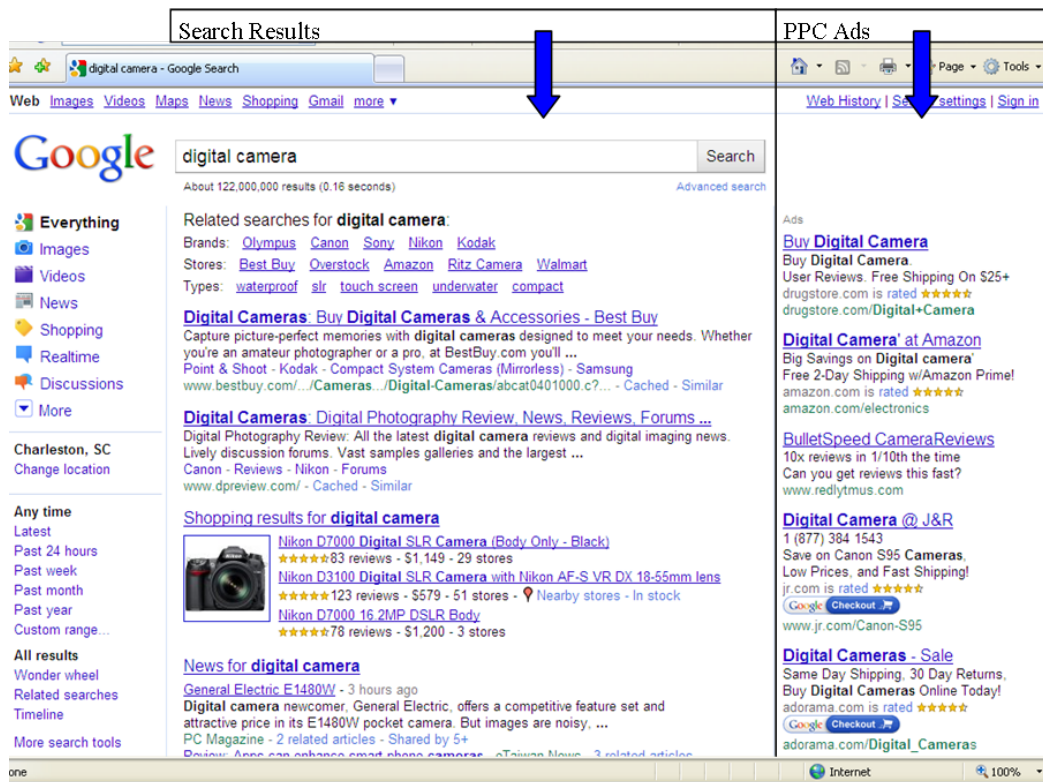 Search Results
PPC Ads
digital camera - Google Search
Page
Tools
Web Images Videos Maps News Shopping Gmail more ▼
Web History | Search settings | Sign in
Google
digital camera
Search
About 122,000,000 results (0.16 seconds)
Advanced search
Everything
Images
Videos
News
Shopping
Realtime
Discussions
More
Charleston, SC
Change location
Any time
Latest
Past 24 hours
Past week
Past month
Past year
Custom range...
All results
Wonder wheel
Related searches
Timeline
More search tools
Related searches for digital camera:
Brands: Olympus Canon Sony Nikon Kodak
Stores: Best Buy Overstock Amazon Ritz Camera Walmart
Types: waterproof slr touch screen underwater compact
Digital Cameras: Buy Digital Cameras & Accessories - Best Buy
Capture picture-perfect memories with digital cameras designed to meet your needs. Whether
you're an amateur photographer or a pro, at BestBuy.com you'll ...
Point & Shoot - Kodak - Compact System Cameras (Mirrorless) - Samsung
www.bestbuy.com/.../Cameras.../Digital-Cameras/abcat0401000.c?... - Cached - Similar
Digital Cameras: Digital Photography Review, News, Reviews, Forums ...
Digital Photography Review: All the latest digital camera reviews and digital imaging news.
Lively discussion forums. Vast samples galleries and the largest ...
Canon - Reviews - Nikon - Forums
www.dpreview.com/ - Cached - Similar
Shopping results for digital camera
Nikon D7000 Digital SLR Camera (Body Only - Black)
83 reviews - $1,149 - 29 stores
Nikon D3100 Digital SLR Camera with Nikon AF-S VR DX 18-55mm lens
123 reviews - $579 - 51 stores - Nearby stores - In stock
Nikon D7000 16.2MP DSLR Body
78 reviews - $1,200 - 3 stores
News for digital camera
General Electric E1480W - 3 hours ago
Digital camera newcomer, General Electric, offers a competitive feature set and
attractive price in its E1480W pocket camera. But images are noisy, ...
PC Magazine - 2 related articles - Shared by 5+
Review: Apps can enhance smart phone cameras - eTaiwan News - 3 related articles
Ads
Buy Digital Camera
Buy Digital Camera.
User Reviews. Free Shipping On $25+
drugstore.com is rated
drugstore.com/Digital+Camera
Digital Camera' at Amazon
Big Savings on Digital camera'
Free 2-Day Shipping w/Amazon Prime!
amazon.com is rated
amazon.com/electronics
BulletSpeed CameraReviews
10x reviews in 1/10th the time
Can you get reviews this fast?
www.redlytmus.com
Digital Camera @ J&R
1 (877) 384 1543
Save on Canon S95 Cameras,
Low Prices, and Fast Shipping!
jr.com is rated
Google Checkout
www.jr.com/Canon-S95
Digital Cameras - Sale
Same Day Shipping, 30 Day Returns,
Buy Digital Cameras Online Today!
adorama.com is rated
Google Checkout
adorama.com/Digital_Cameras
one
Internet
100%